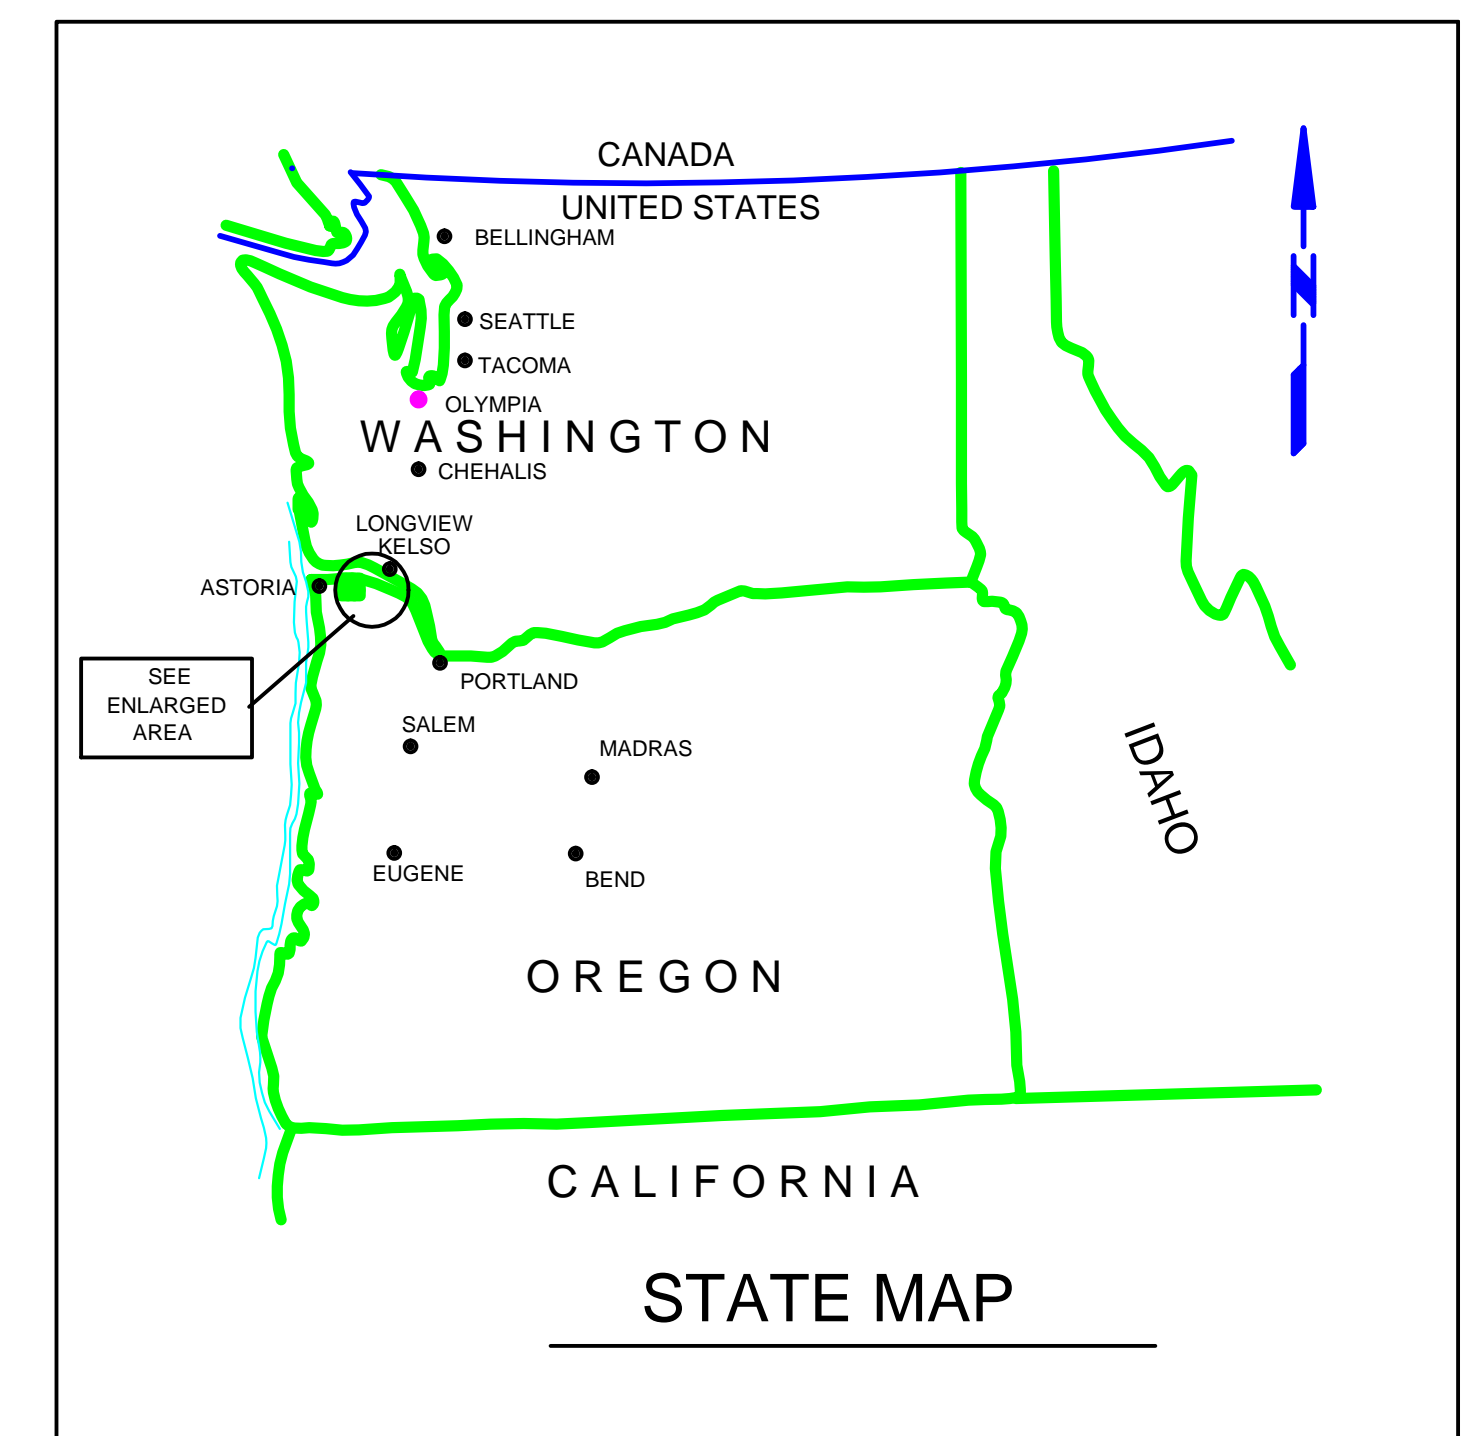 CANADA
UNITED STATES
BELLINGHAM
SEATTLE
TACOMA
OLYMPIA
WASHINGTON
CHEHALIS
LONGVIEW
KELSO
ASTORIA
SEE
ENLARGED
AREA
PORTLAND
SALEM
MADRAS
IDAHO
EUGENE
BEND
OREGON
CALIFORNIA
STATE MAP
N